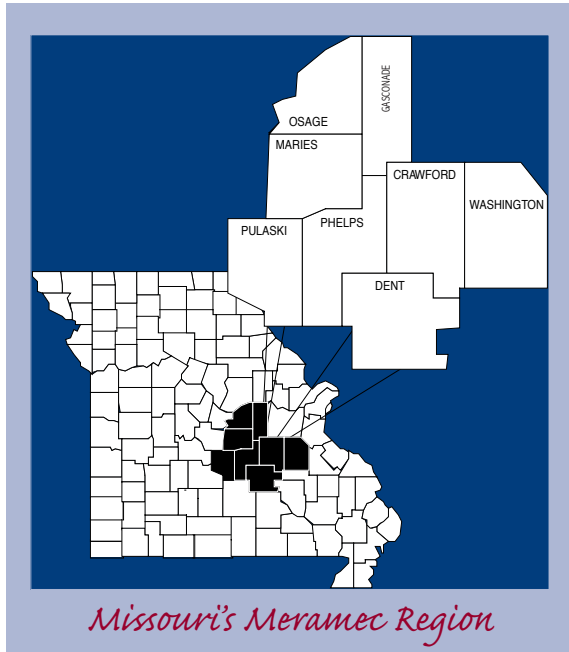 GASCONADE
OSAGE
MARIES
CRAWFORD
WASHINGTON
PHELPS
PULASKI
DENT
Missouri's Meramec Region